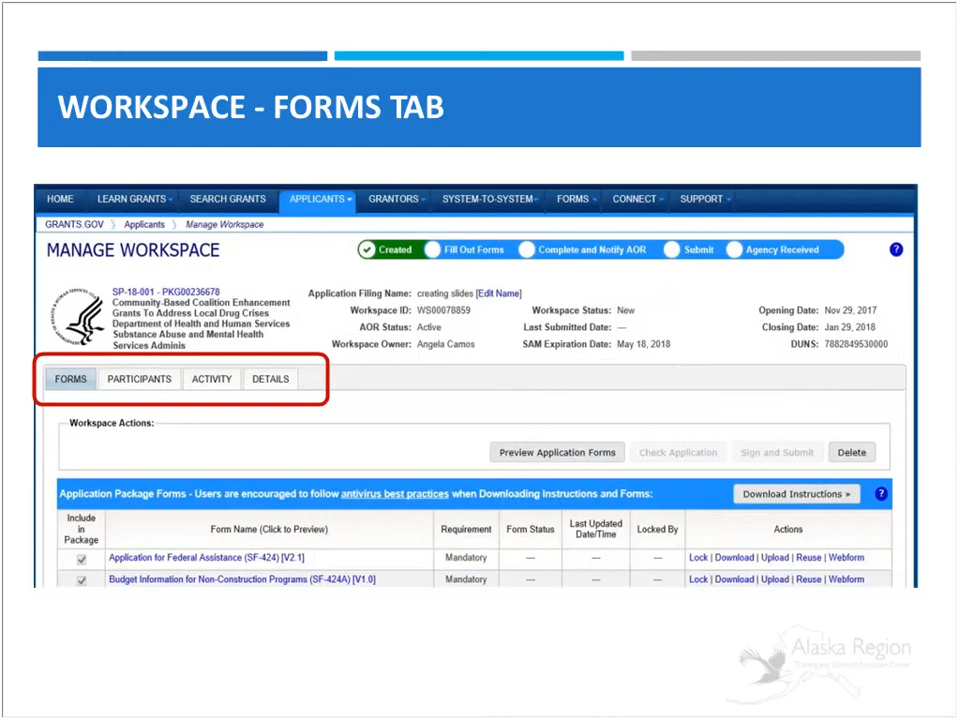 WORKSPACE - FORMS TAB
HOME LEARN GRANTS SEARCH GRANTS APPLICANTS GRANTORS SYSTEM-TO-SYSTEM FORMS CONNECT SUPPORT
GRANTS.GOV Applicants Manage Workspace
MANAGE WORKSPACE
Created Fill Out Forms Complete and Notify AOR Submit Agency Received ?
SP-18-001 - PKG00236678
Community-Based Coalition Enhancement
Grants To Address Local Drug Crises
Department of Health and Human Services
Substance Abuse and Mental Health
Services Adminis
Application Filing Name: creating slides [Edit Name]
Workspace ID: WS00078859 Workspace Status: New Opening Date: Nov 29, 2017
AOR Status: Active Last Submitted Date: --- Closing Date: Jan 29, 2018
Workspace Owner: Angela Camos SAM Expiration Date: May 18, 2018 DUNS: 7882849530000
FORMS PARTICIPANTS ACTIVITY DETAILS
Workspace Actions:
Preview Application Forms Check Application Sign and Submit Delete
Application Package Forms - Users are encouraged to follow antivirus best practices when Downloading Instructions and Forms: Download Instructions » ?
Include in Package Form Name (Click to Preview) Requirement Form Status Last Updated Date/Time Locked By Actions
Application for Federal Assistance (SF-424) [V2.1] Mandatory --- --- --- Lock | Download | Upload | Reuse | Webform
Budget Information for Non-Construction Programs (SF-424A) [V1.0] Mandatory --- --- --- Lock | Download | Upload | Reuse | Webform
Alaska Region